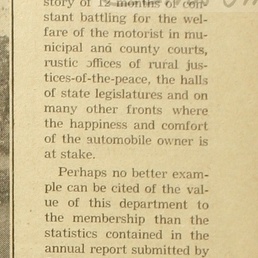 story of 12 months of con-
stant battling for the wel-
fare of the motorist in mu-
nicipal and county courts,
rustic offices of rural jus-
tices-of-the-peace, the halls
of state legislatures and on
many other fronts where
the happiness and comfort
of the automobile owner is
at stake.
Perhaps no better exam-
ple can be cited of the val-
ue of this department to
the membership than the
statistics contained in the
annual report submitted by